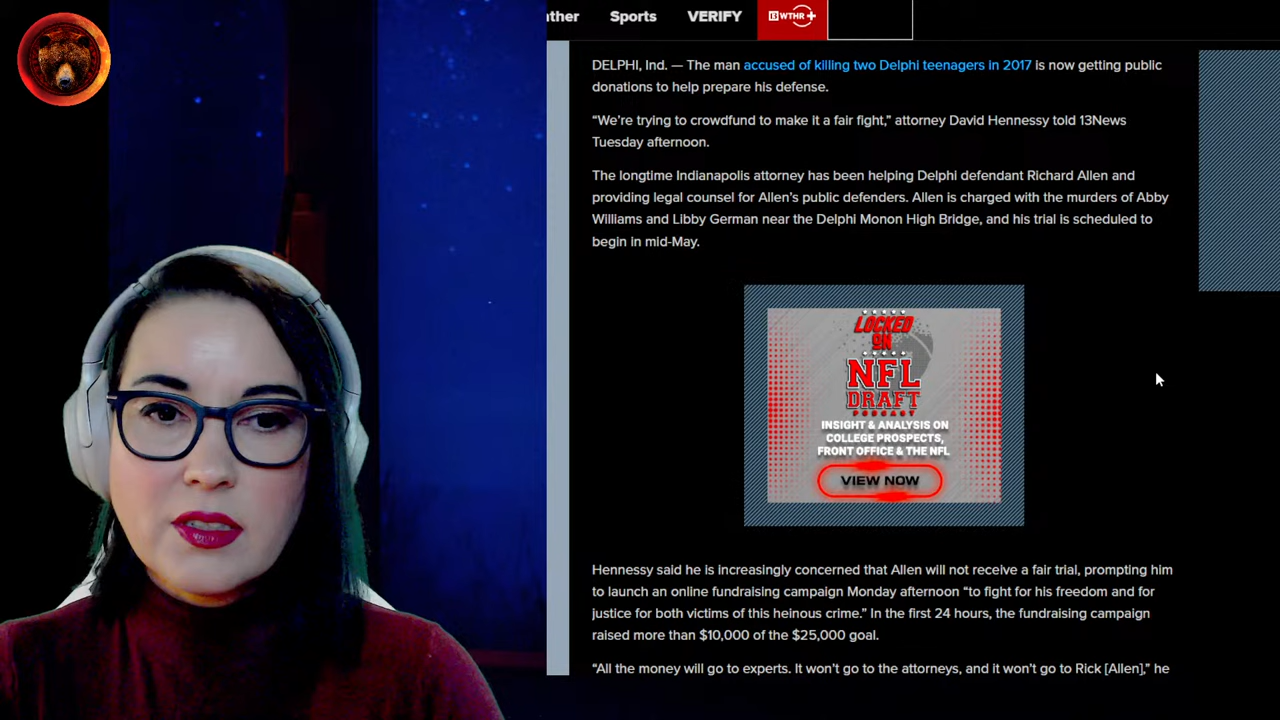 ther Sports VERIFY 13 WTHR +
DELPHI, Ind. — The man accused of killing two Delphi teenagers in 2017 is now getting public
donations to help prepare his defense.
“We’re trying to crowdfund to make it a fair fight,” attorney David Hennessy told 13News
Tuesday afternoon.
The longtime Indianapolis attorney has been helping Delphi defendant Richard Allen and
providing legal counsel for Allen’s public defenders. Allen is charged with the murders of Abby
Williams and Libby German near the Delphi Monon High Bridge, and his trial is scheduled to
begin in mid-May.
LOCKED
ON
NFL
DRAFT
PODCAST
INSIGHT & ANALYSIS ON
COLLEGE PROSPECTS,
FRONT OFFICE & THE NFL
VIEW NOW
Hennessy said he is increasingly concerned that Allen will not receive a fair trial, prompting him
to launch an online fundraising campaign Monday afternoon “to fight for his freedom and for
justice for both victims of this heinous crime.” In the first 24 hours, the fundraising campaign
raised more than $10,000 of the $25,000 goal.
“All the money will go to experts. It won’t go to the attorneys, and it won’t go to Rick [Allen],” he